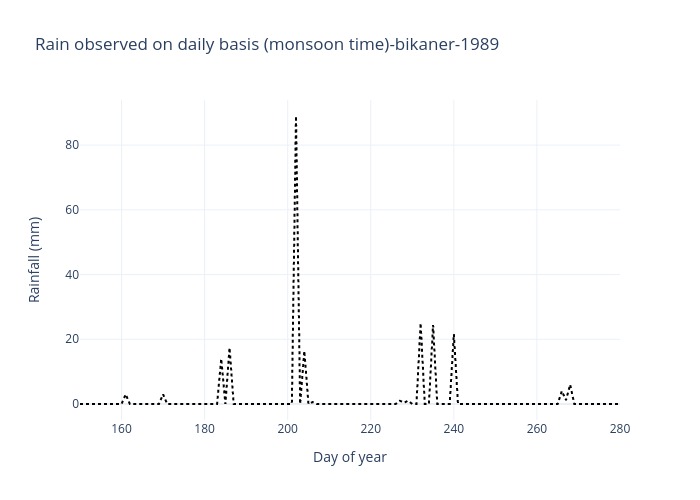 Rain observed on daily basis (monsoon time)-bikaner-1989
Rainfall (mm)
80
60
40
20
0
160 180 200 220 240 260 280
Day of year